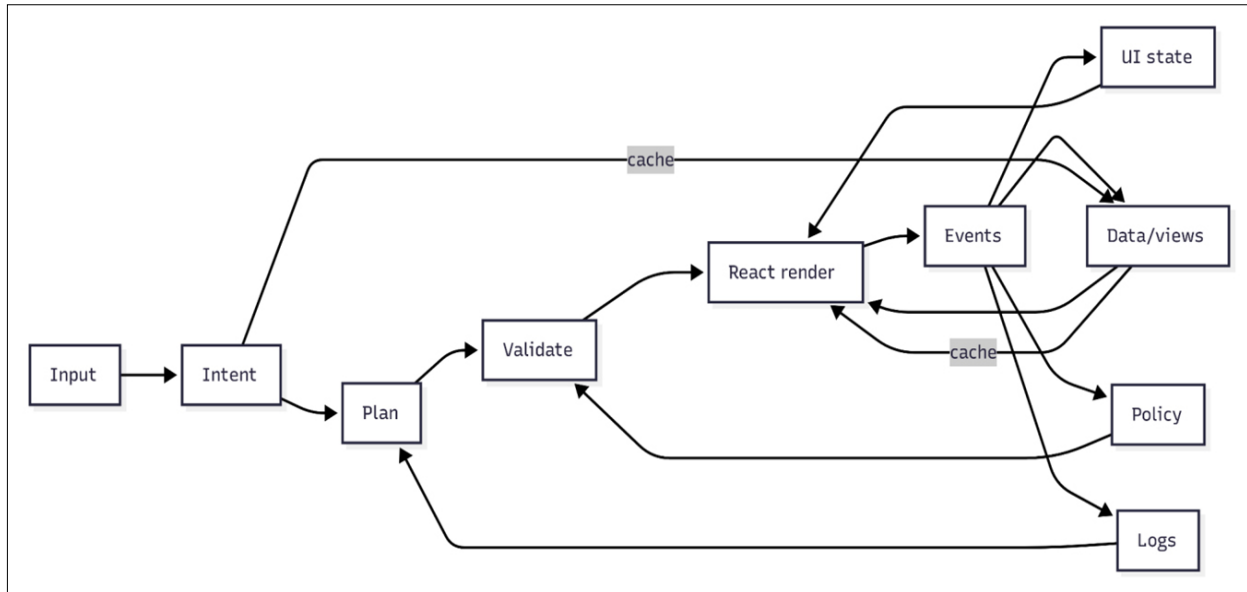 UI state
cache
Events
Data/views
React render
Validate
cache
Input
Intent
Plan
Policy
Logs